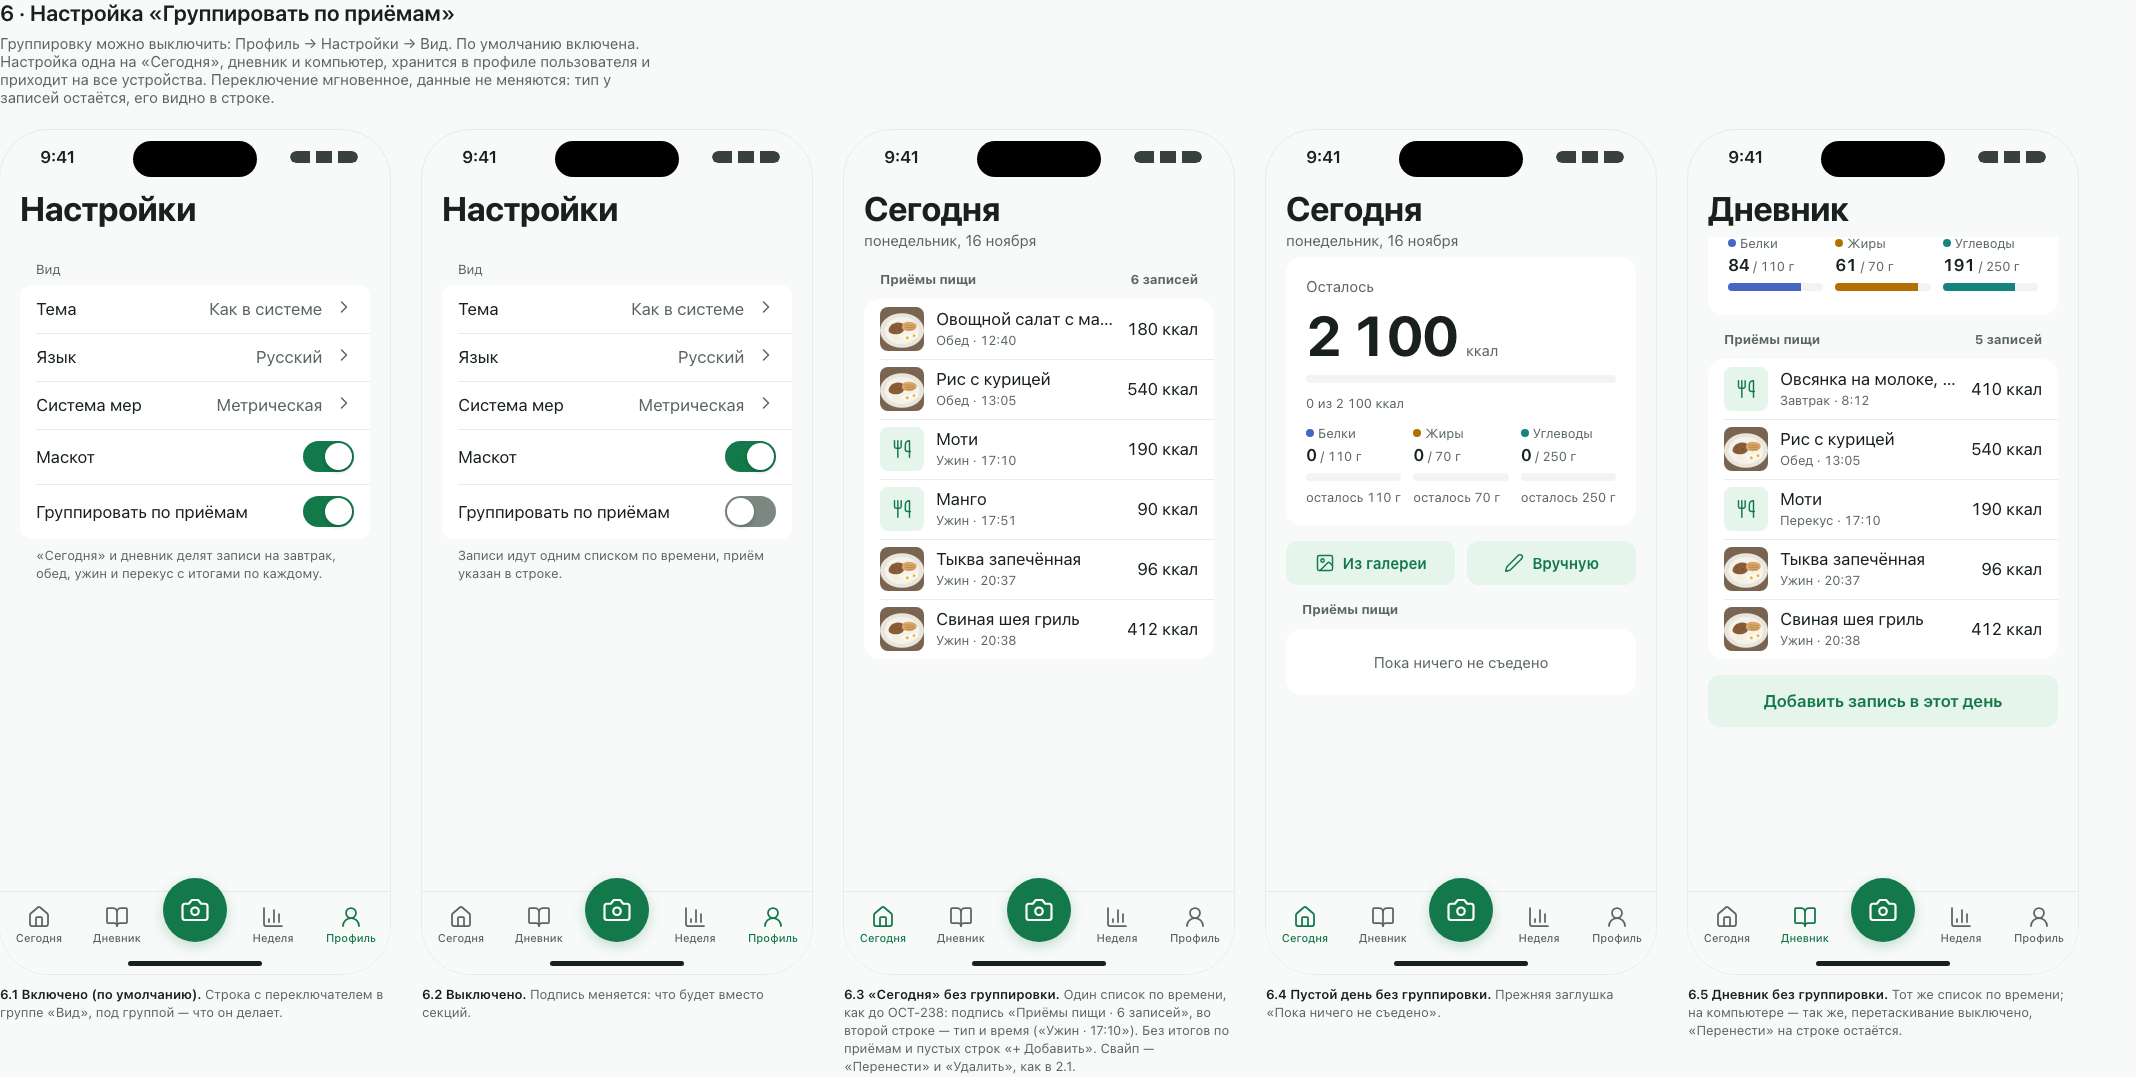 6 · Настройка «Группировать по приёмам»
Группировку можно выключить: Профиль → Настройки → Вид. По умолчанию включена.
Настройка одна на «Сегодня», дневник и компьютер, хранится в профиле пользователя и
приходит на все устройства. Переключение мгновенное, данные не меняются: тип у
записей остаётся, его видно в строке.
9:41
Настройки
Вид
Тема Как в системе
Язык Русский
Система мер Метрическая
Маскот
Группировать по приёмам
«Сегодня» и дневник делят записи на завтрак,
обед, ужин и перекус с итогами по каждому.
Сегодня Дневник Неделя Профиль
6.1 Включено (по умолчанию). Строка с переключателем в
группе «Вид», под группой — что он делает.
9:41
Настройки
Вид
Тема Как в системе
Язык Русский
Система мер Метрическая
Маскот
Группировать по приёмам
Записи идут одним списком по времени, приём
указан в строке.
Сегодня Дневник Неделя Профиль
6.2 Выключено. Подпись меняется: что будет вместо
секций.
9:41
Сегодня
понедельник, 16 ноября
Приёмы пищи 6 записей
Овощной салат с ма... 180 ккал
Обед · 12:40
Рис с курицей 540 ккал
Обед · 13:05
Моти 190 ккал
Ужин · 17:10
Манго 90 ккал
Ужин · 17:51
Тыква запечённая 96 ккал
Ужин · 20:37
Свиная шея гриль 412 ккал
Ужин · 20:38
Сегодня Дневник Неделя Профиль
6.3 «Сегодня» без группировки. Один список по времени,
как до ОСТ-238: подпись «Приёмы пищи · 6 записей», во
второй строке — тип и время («Ужин · 17:10»). Без итогов по
приёмам и пустых строк «+ Добавить». Свайп —
«Перенести» и «Удалить», как в 2.1.
9:41
Сегодня
понедельник, 16 ноября
Осталось
2 100 ккал
0 из 2 100 ккал
Белки Жиры Углеводы
0 / 110 г 0 / 70 г 0 / 250 г
осталось 110 г осталось 70 г осталось 250 г
Из галереи Вручную
Приёмы пищи
Пока ничего не съедено
Сегодня Дневник Неделя Профиль
6.4 Пустой день без группировки. Прежняя заглушка
«Пока ничего не съедено».
9:41
Дневник
Белки Жиры Углеводы
84 / 110 г 61 / 70 г 191 / 250 г
Приёмы пищи 5 записей
Овсянка на молоке, ... 410 ккал
Завтрак · 8:12
Рис с курицей 540 ккал
Обед · 13:05
Моти 190 ккал
Перекус · 17:10
Тыква запечённая 96 ккал
Ужин · 20:37
Свиная шея гриль 412 ккал
Ужин · 20:38
Добавить запись в этот день
Сегодня Дневник Неделя Профиль
6.5 Дневник без группировки. Тот же список по времени;
на компьютере — так же, перетаскивание выключено,
«Перенести» на строке остаётся.